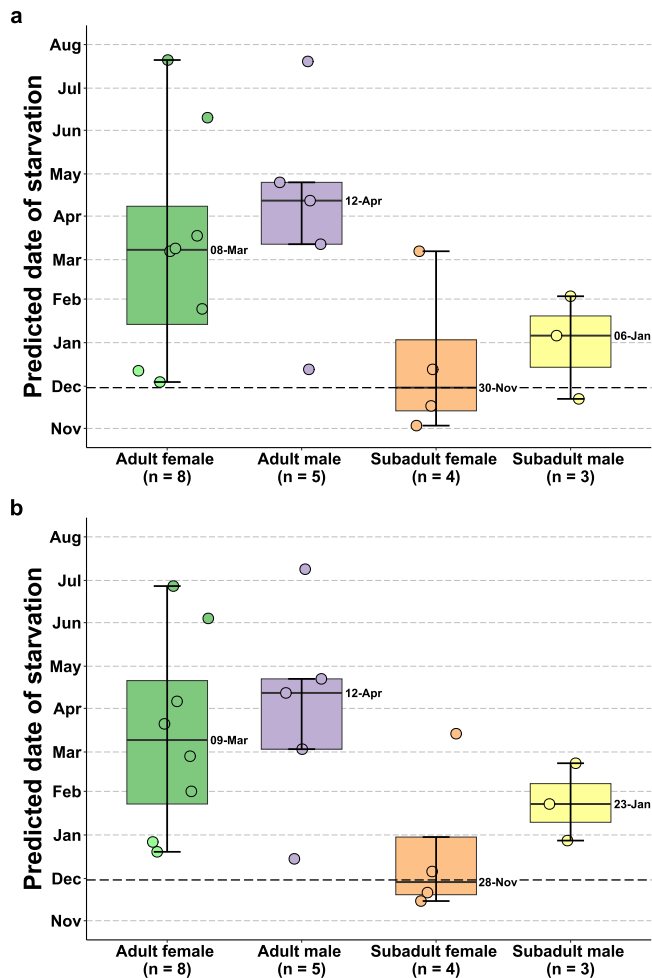 a
Predicted date of starvation
Aug
Jul
Jun
May
Apr
Mar
Feb
Jan
Dec
Nov
08-Mar
12-Apr
30-Nov
06-Jan
Adult female Adult male Subadult female Subadult male
(n = 8) (n = 5) (n = 4) (n = 3)
b
Predicted date of starvation
Aug
Jul
Jun
May
Apr
Mar
Feb
Jan
Dec
Nov
09-Mar
12-Apr
28-Nov
23-Jan
Adult female Adult male Subadult female Subadult male
(n = 8) (n = 5) (n = 4) (n = 3)